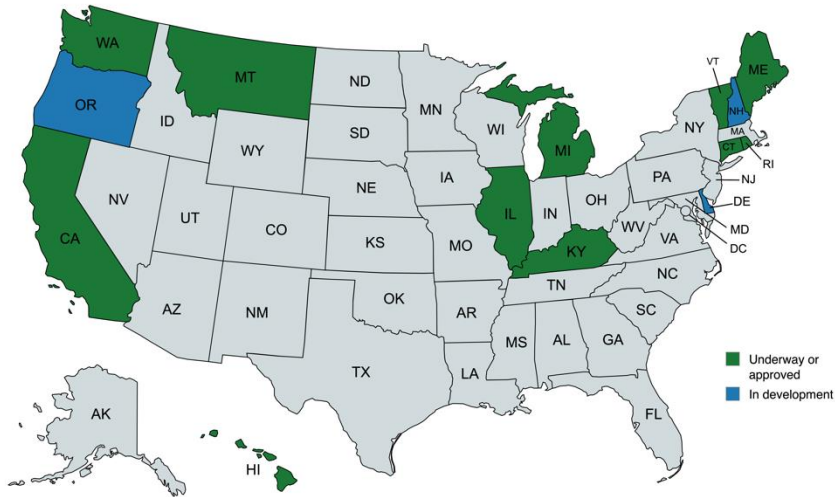 WA
MT
ND
MN
VT
ME
OR
ID
SD
WI
NY
NH
MA
WY
MI
CT
RI
NV
NE
IA
PA
NJ
UT
IL
IN
OH
DE
CA
CO
KS
MO
WV
VA
MD
KY
DC
AZ
NM
OK
AR
TN
NC
SC
MS
AL
GA
TX
LA
AK
FL
HI
Underway or
approved
In development